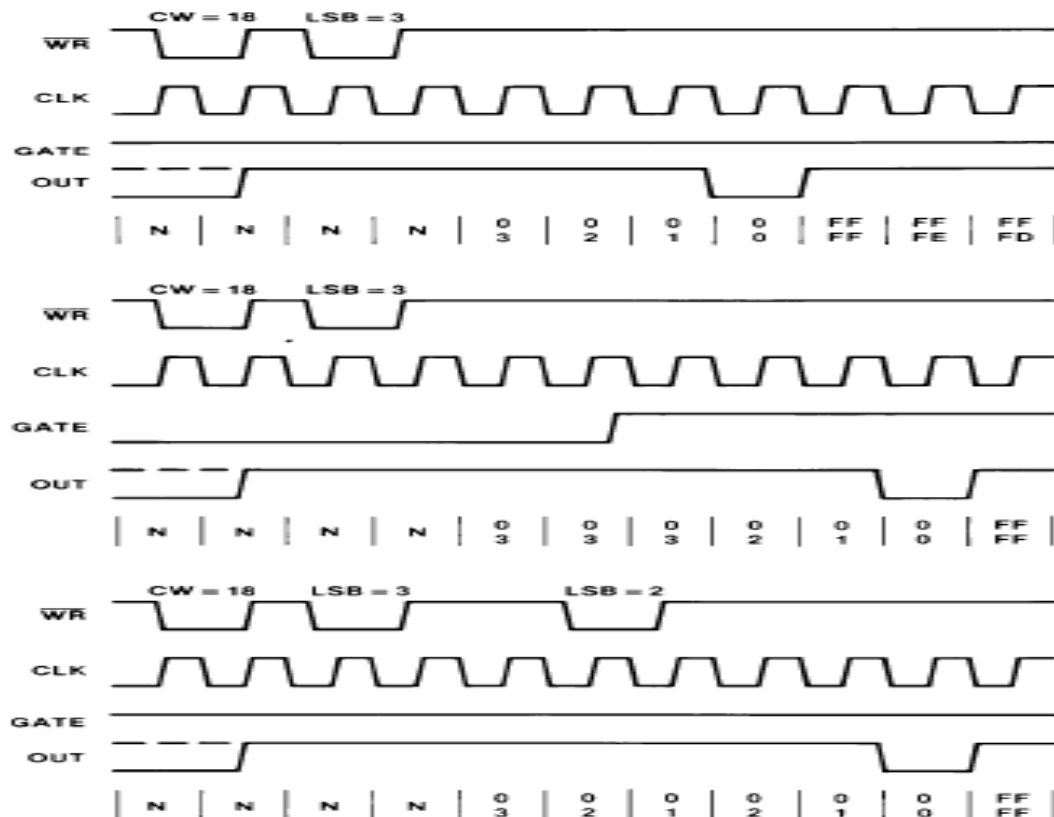 CW = 18 LSB = 3
WR
CLK
GATE
OUT
N N N N 0 0 0 0 FF FF FF
3 2 1 0 FF FE FD
CW = 18 LSB = 3
WR
CLK
GATE
OUT
N N N N 0 0 0 0 0 0 FF
3 3 3 2 1 0 FF
CW = 18 LSB = 3 LSB = 2
WR
CLK
GATE
OUT
N N N N 0 0 0 0 0 0 FF
3 2 1 2 1 0 FF